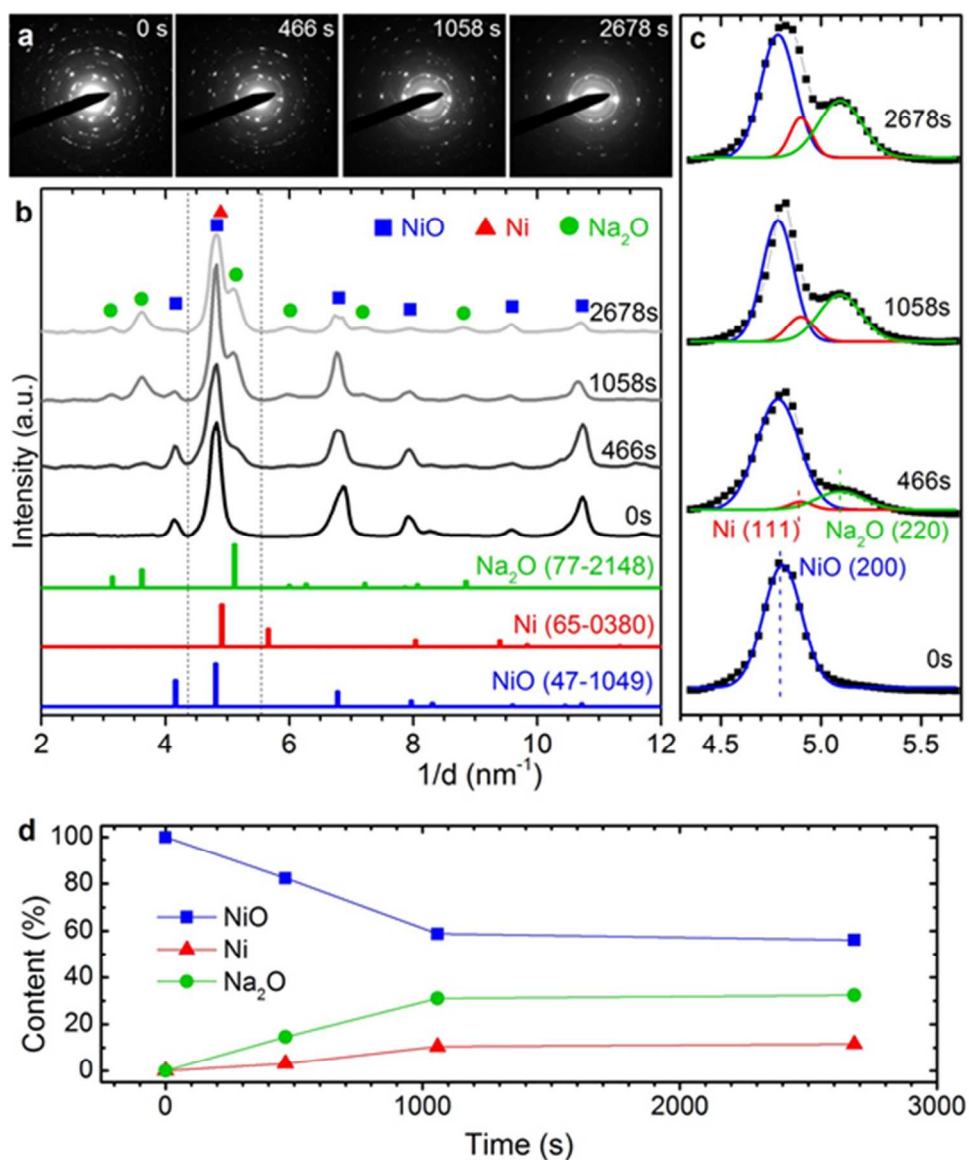 a
0 s
466 s
1058 s
2678 s
b
NiO
Ni
Na₂O
2678s
1058s
466s
0s
Na₂O (77-2148)
Ni (65-0380)
NiO (47-1049)
Intensity (a.u.)
2 4 6 8 10 12
1/d (nm⁻¹)
c
2678s
1058s
466s
Ni (111)
Na₂O (220)
NiO (200)
0s
4.5 5.0 5.5
d
100
80
60
40
20
0
Content (%)
NiO
Ni
Na₂O
0 1000 2000 3000
Time (s)